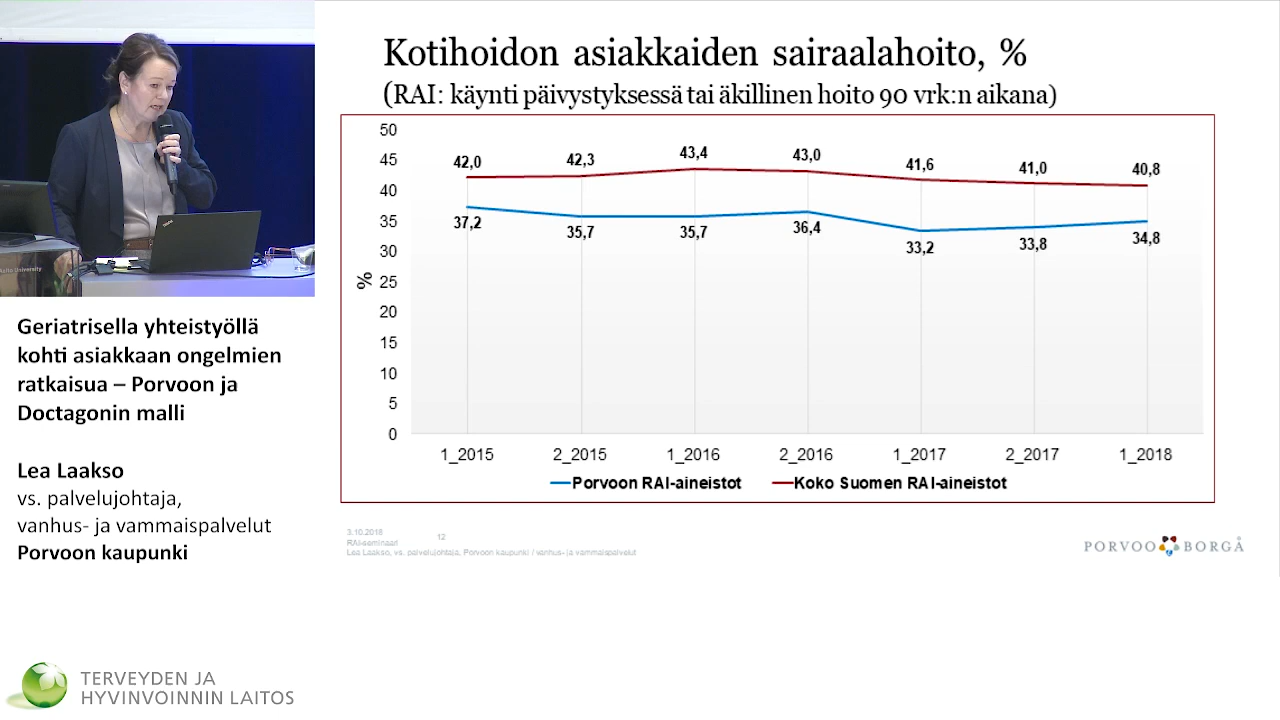 Kotihoidon asiakkaiden sairaalahoito, %
(RAI: käynti päivystyksessä tai äkillinen hoito 90 vrk:n aikana)
50
45
40
35
30
25
20
15
10
5
0
%
42,0
42,3
43,4
43,0
41,6
41,0
40,8
37,2
35,7
35,7
36,4
33,2
33,8
34,8
1_2015
2_2015
1_2016
2_2016
1_2017
2_2017
1_2018
Porvoon RAI-aineistot
Koko Suomen RAI-aineistot
3.10.2018
12
RAI-seminaari
Lea Laakso, vs. palvelujohtaja, Porvoon kaupunki / vanhus- ja vammaispalvelut
PORVOO BORGÅ
Aalto University
Geriatrisella yhteistyöllä
kohti asiakkaan ongelmien
ratkaisua – Porvoon ja
Doctagonin malli
Lea Laakso
vs. palvelujohtaja,
vanhus- ja vammaispalvelut
Porvoon kaupunki
TERVEYDEN JA
HYVINVOINNIN LAITOS